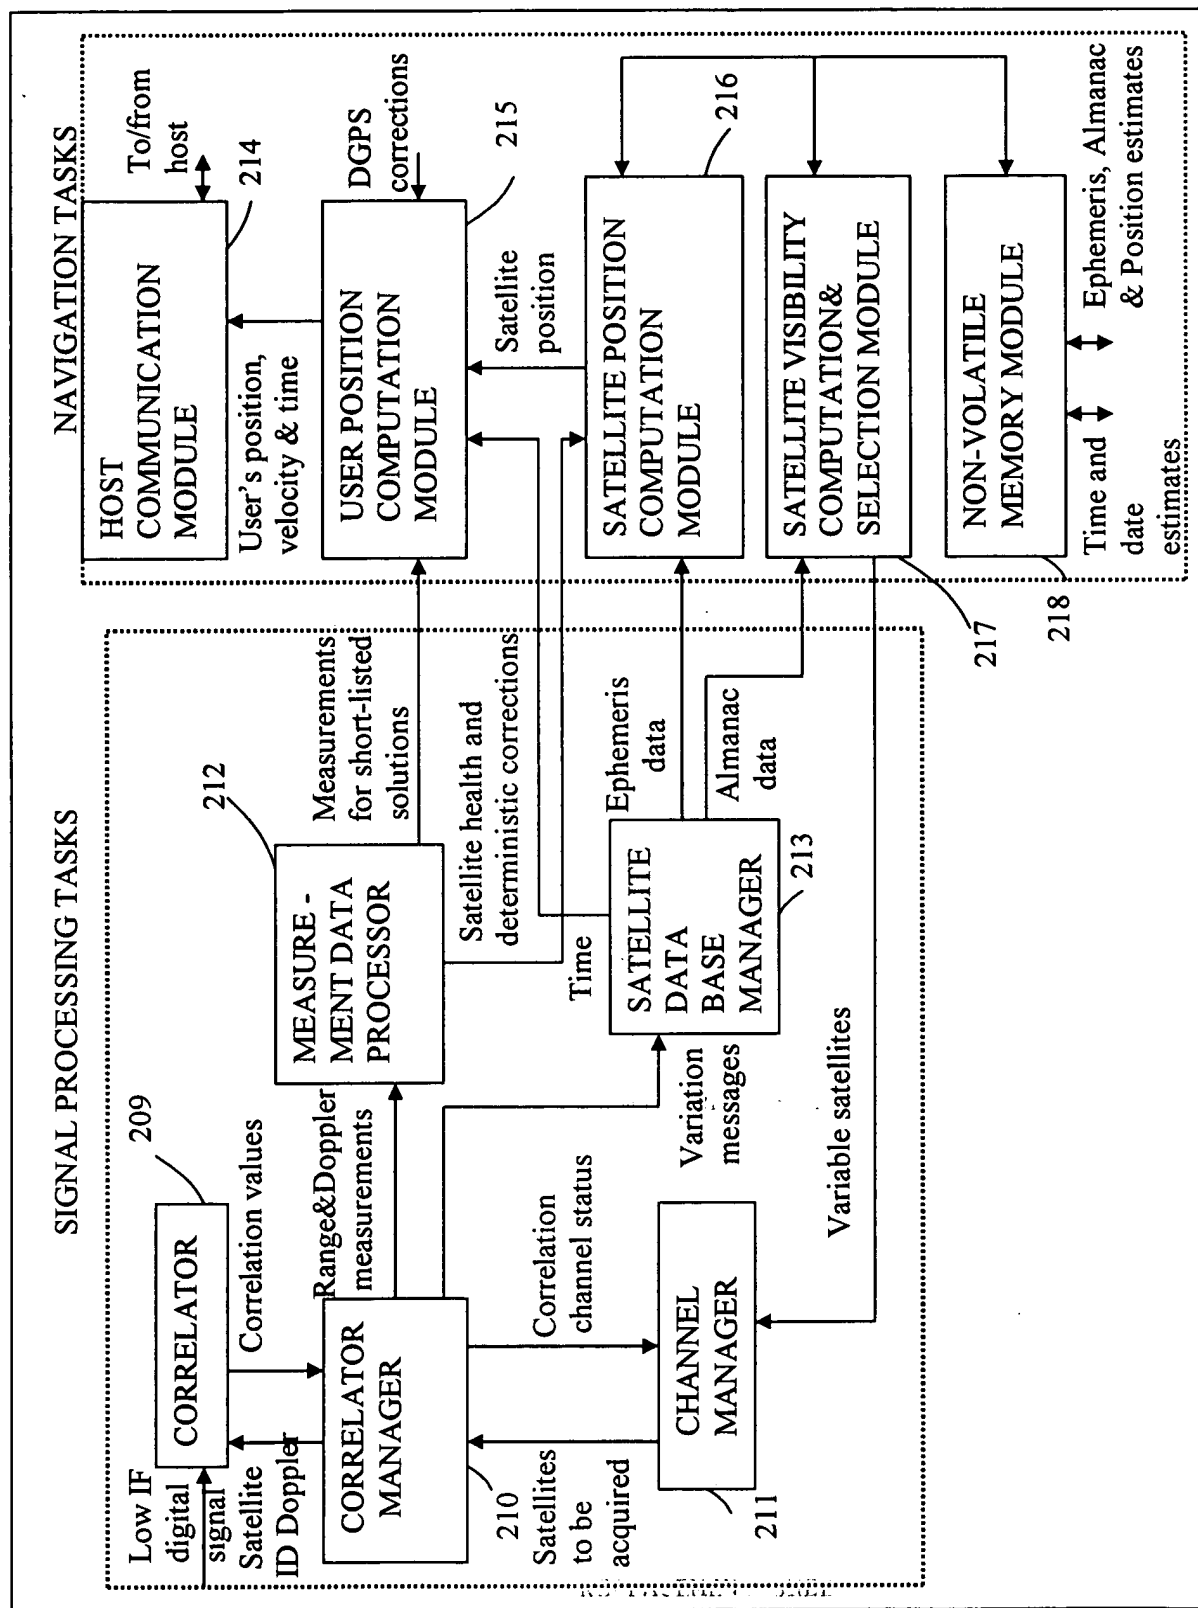 SIGNAL PROCESSING TASKS
NAVIGATION TASKS
Low IF
digital
signal
CORRELATOR
209
Satellite
ID Doppler
Correlation values
CORRELATOR
MANAGER
210
Range&Doppler
measurements
MEASURE -
MENT DATA
PROCESSOR
212
Measurements
for short-listed
solutions
Satellite health and
deterministic corrections
Satellites
to be
acquired
Correlation
channel status
CHANNEL
MANAGER
211
Variation
messages
Time
SATELLITE
DATA
BASE
MANAGER
213
Ephemeris
data
Almanac
data
Variable satellites
HOST
COMMUNICATION
MODULE
To/from
host
214
User's position,
velocity & time
USER POSITION
COMPUTATION
MODULE
DGPS
corrections
215
Satellite
position
SATELLITE POSITION
COMPUTATION
MODULE
216
SATELLITE VISIBILITY
COMPUTATION&
SELECTION MODULE
217
NON-VOLATILE
MEMORY MODULE
218
Time and
date
estimates
Ephemeris, Almanac
& Position estimates